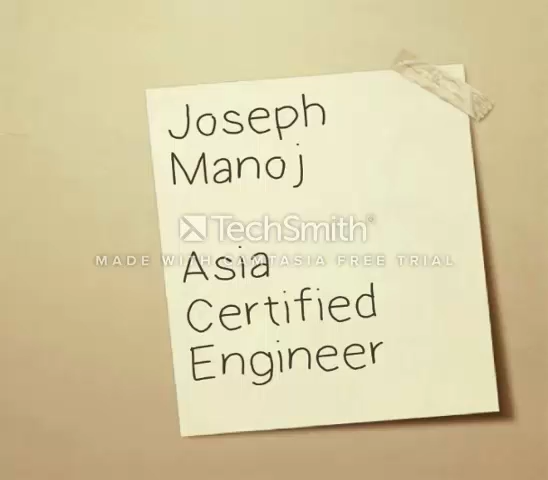 Joseph
Manoj
TechSmith®
Asia
MADE WITH CAMTASIA FREE TRIAL
Certified
Engineer